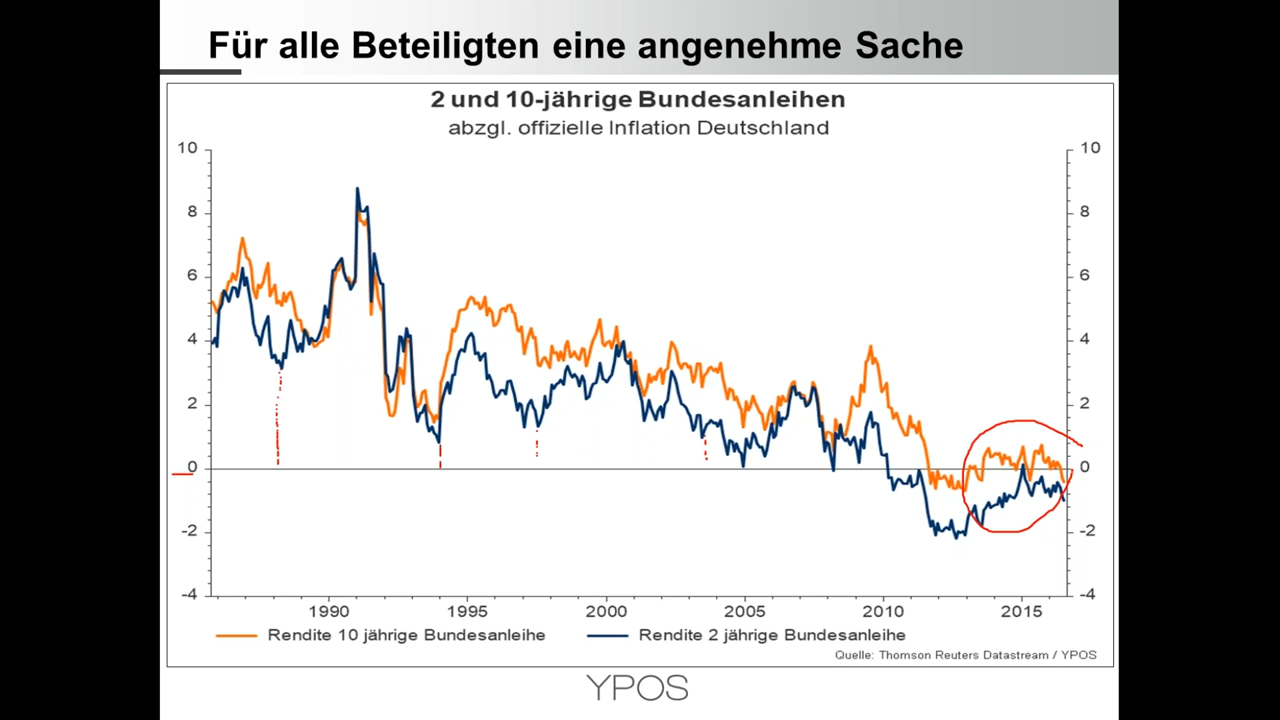 Für alle Beteiligten eine angenehme Sache
2 und 10-jährige Bundesanleihen
abzgl. offizielle Inflation Deutschland
10 10
8 8
6 6
4 4
2 2
0 0
-2 -2
-4 -4
1990 1995 2000 2005 2010 2015
Rendite 10 jährige Bundesanleihe Rendite 2 jährige Bundesanleihe
Quelle: Thomson Reuters Datastream / YPOS
YPOS